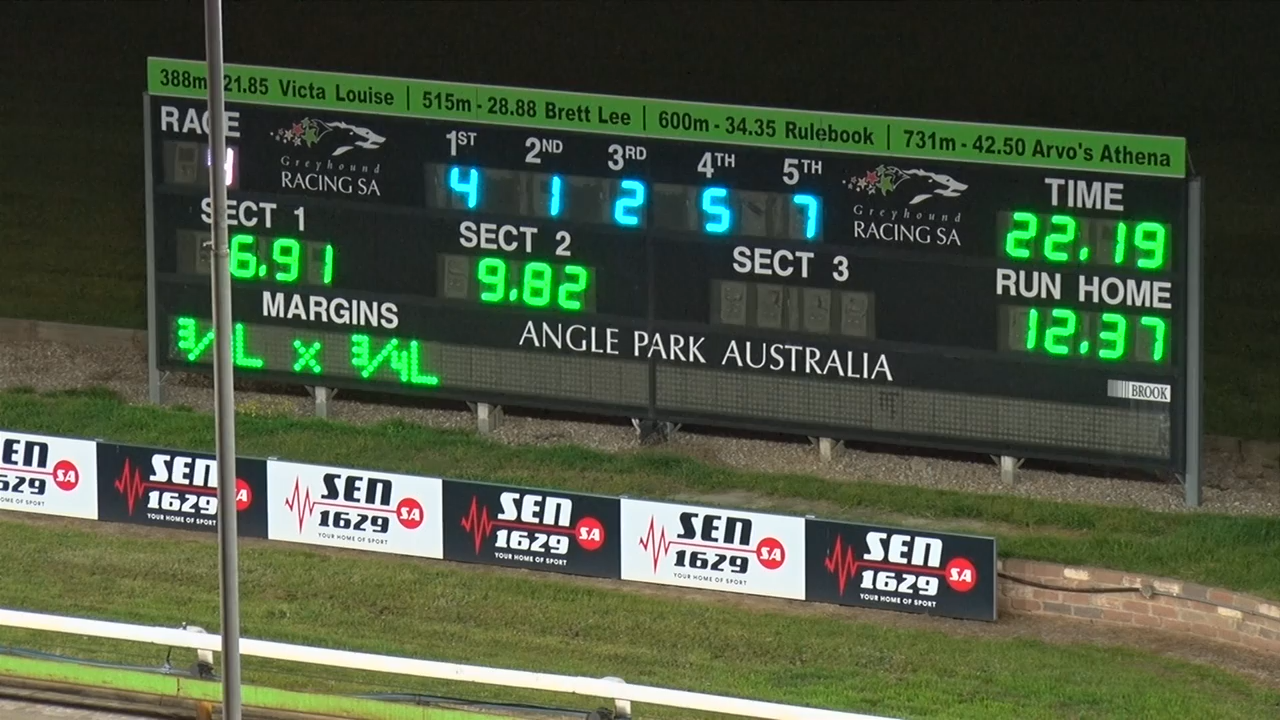 388m 21.85 Victa Louise | 515m - 28.88 Brett Lee | 600m - 34.35 Rulebook | 731m - 42.50 Arvo's Athena
RACE
Greyhound
RACING SA
1ST 2ND 3RD 4TH 5TH
4 1 2 5 7
Greyhound
RACING SA
TIME
22.19
SECT 1
6.91
SECT 2
9.82
SECT 3
RUN HOME
12.37
MARGINS
3/ L x 3/4L
ANGLE PARK AUSTRALIA
BROOK
EN
629 SA
HOME OF SPORT
SEN
1629 SA
YOUR HOME OF SPORT
SEN
1629 SA
YOUR HOME OF SPORT
SEN
1629 SA
YOUR HOME OF SPORT
SEN
1629 SA
YOUR HOME OF SPORT
SEN
1629 SA
YOUR HOME OF SPORT